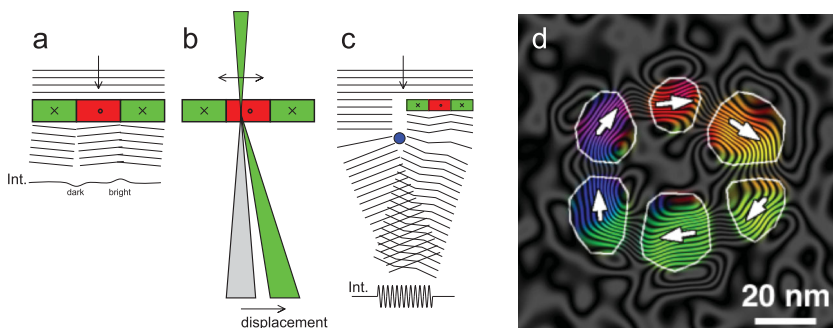 a
b
c
d
Int.
dark
bright
displacement
Int.
20 nm